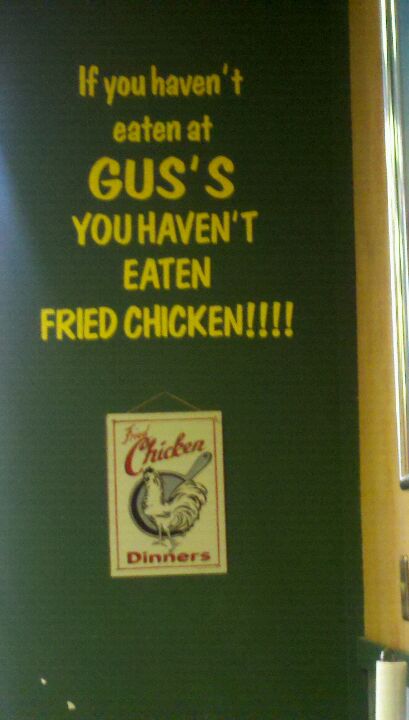 If you haven't
eaten at
GUS'S
YOU HAVEN'T
EATEN
FRIED CHICKEN!!!!
Fried
Chicken
Dinners